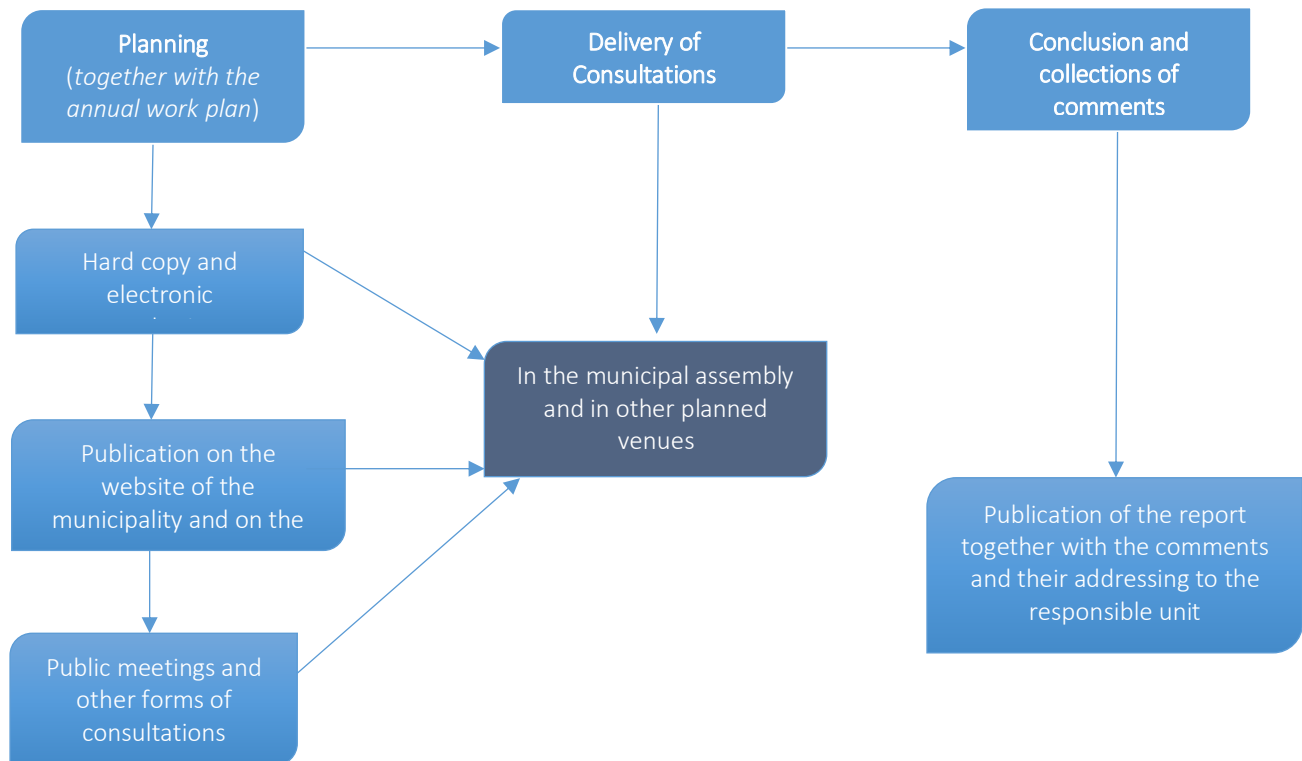 Planning
(together with the
annual work plan)
Delivery of
Consultations
Conclusion and
collections of
comments
Hard copy and
electronic
In the municipal assembly
and in other planned
venues
Publication on the
website of the
municipality and on the
Publication of the report
together with the comments
and their addressing to the
responsible unit
Public meetings and
other forms of
consultations